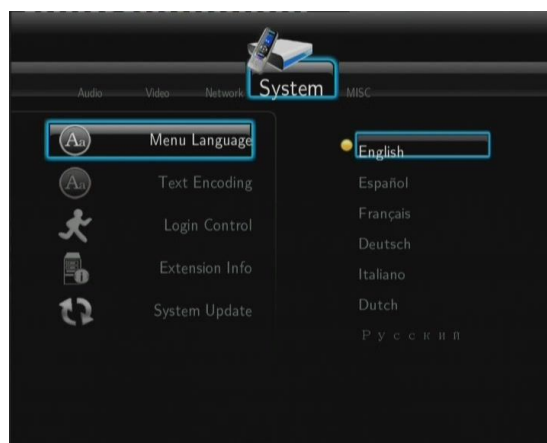 Audio Video Network System MISC
Menu Language
Text Encoding
Login Control
Extension Info
System Update
English
Español
Français
Deutsch
Italiano
Dutch
Русский